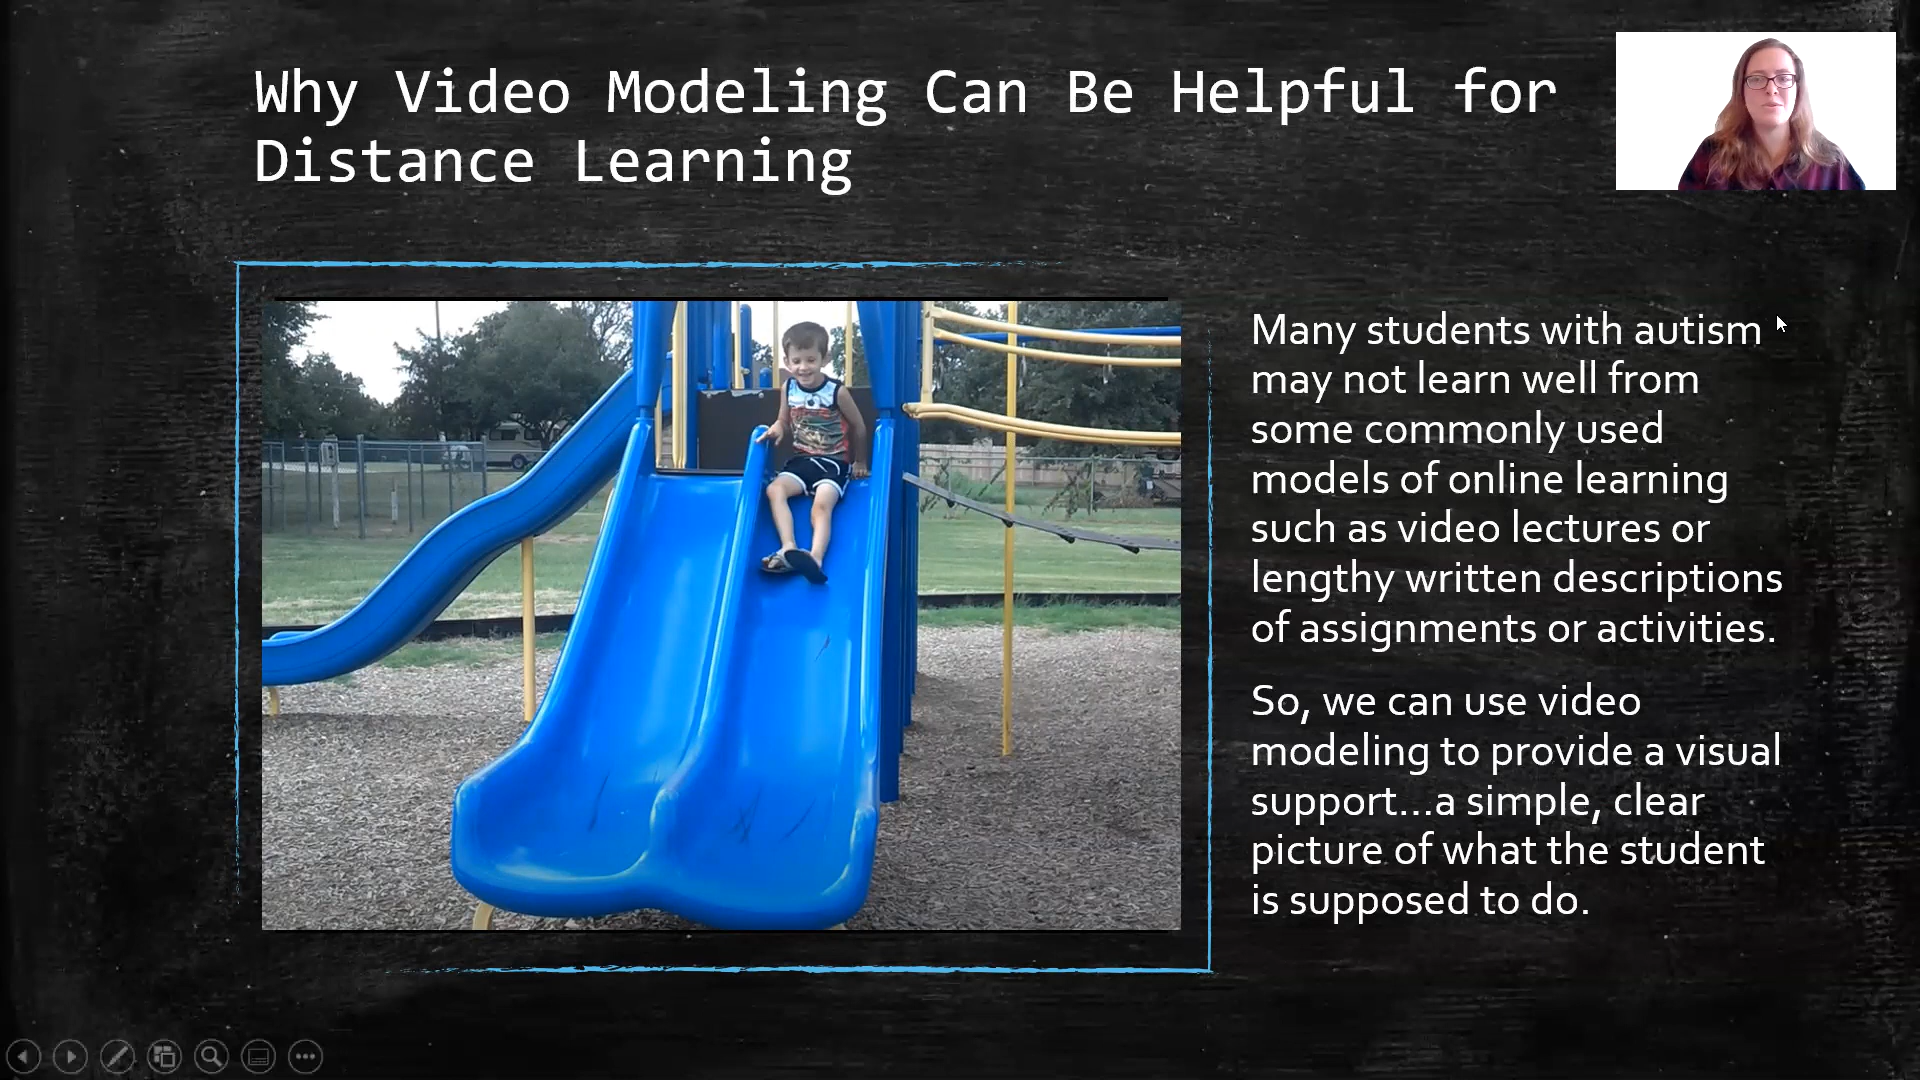 Why Video Modeling Can Be Helpful for
Distance Learning
Many students with autism
may not learn well from
some commonly used
models of online learning
such as video lectures or
lengthy written descriptions
of assignments or activities.
So, we can use video
modeling to provide a visual
support...a simple, clear
picture of what the student
is supposed to do.